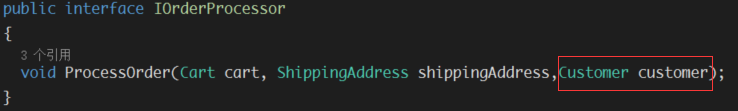 public interface IOrderProcessor
{
3 个引用
void ProcessOrder(Cart cart, ShippingAddress shippingAddress,Customer customer);
}